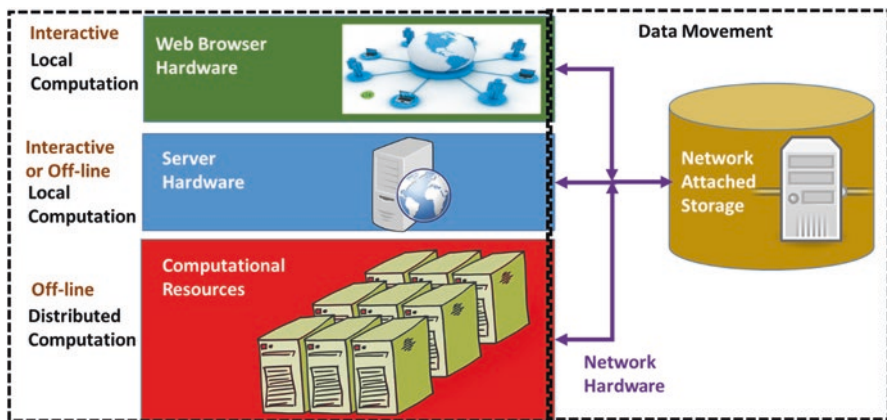 Interactive
Local
Computation
Web Browser
Hardware
Data Movement
Interactive
or Off-line
Local
Computation
Server
Hardware
Network
Attached
Storage
Off-line
Distributed
Computation
Computational
Resources
Network
Hardware